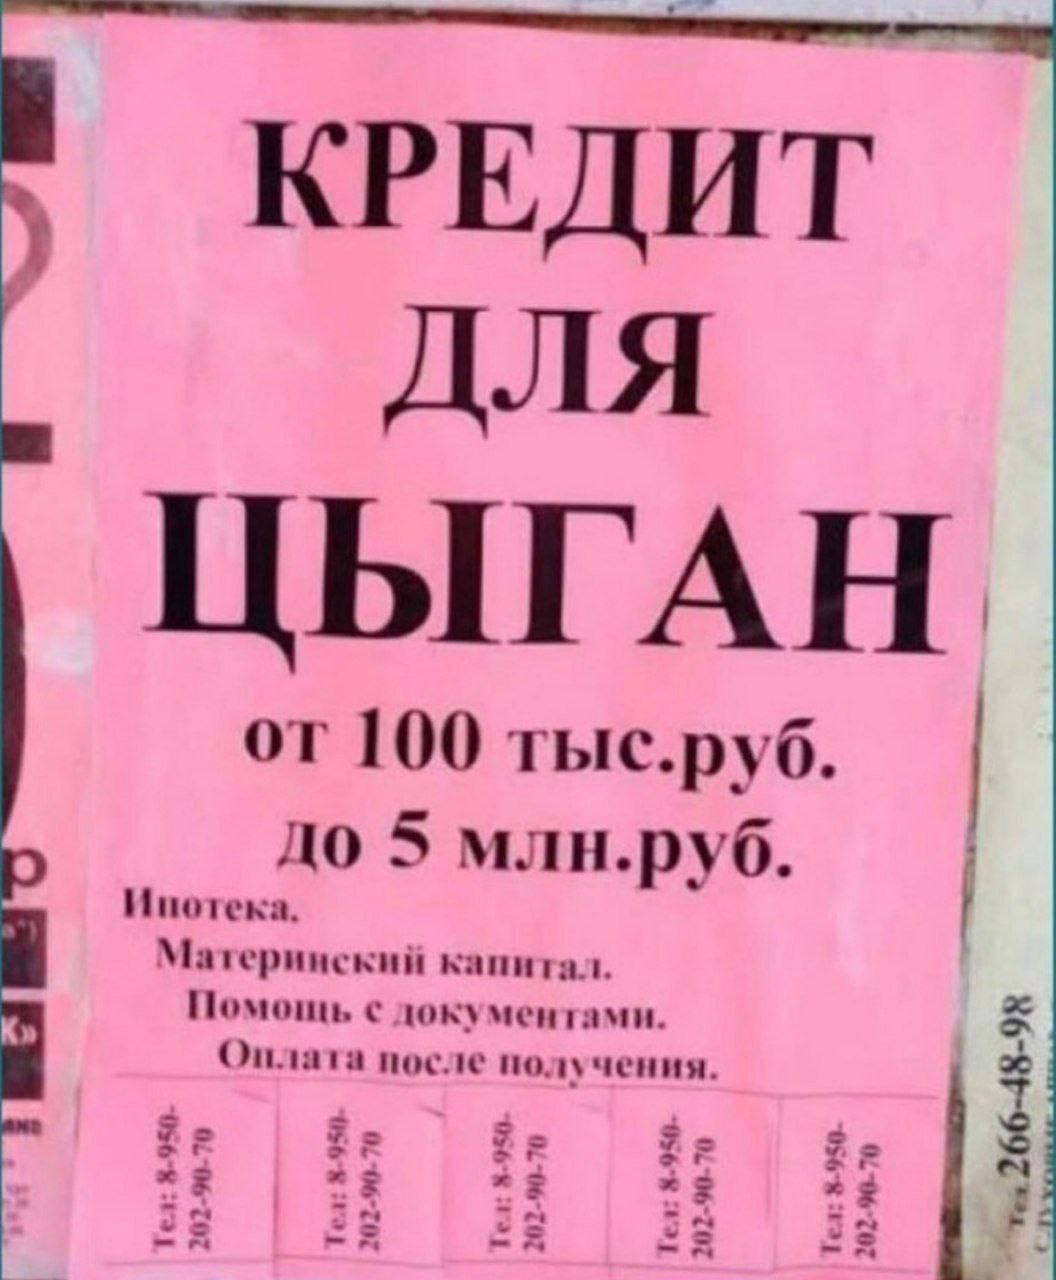 КРЕДИТ
ДЛЯ
ЦЫГАН
от 100 тыс.руб.
до 5 млн.руб.
Ипотека.
Материнский капитал.
Помощь с документами.
Оплата после получения.
Тел: 8-950-
202-90-70
Тел: 8-950-
202-90-70
Тел: 8-950-
202-90-70
Тел: 8-950-
202-90-70
Тел: 8-950-
202-90-70
р
К»
Тел.266-48-98